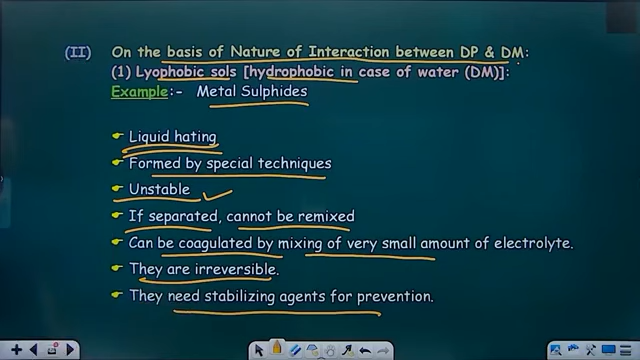 (II) On the basis of Nature of Interaction between DP & DM:
(1) Lyophobic sols [hydrophobic in case of water (DM)]:
Example:- Metal Sulphides
Liquid hating
Formed by special techniques
Unstable
If separated, cannot be remixed
Can be coagulated by mixing of very small amount of electrolyte.
They are irreversible.
They need stabilizing agents for prevention.